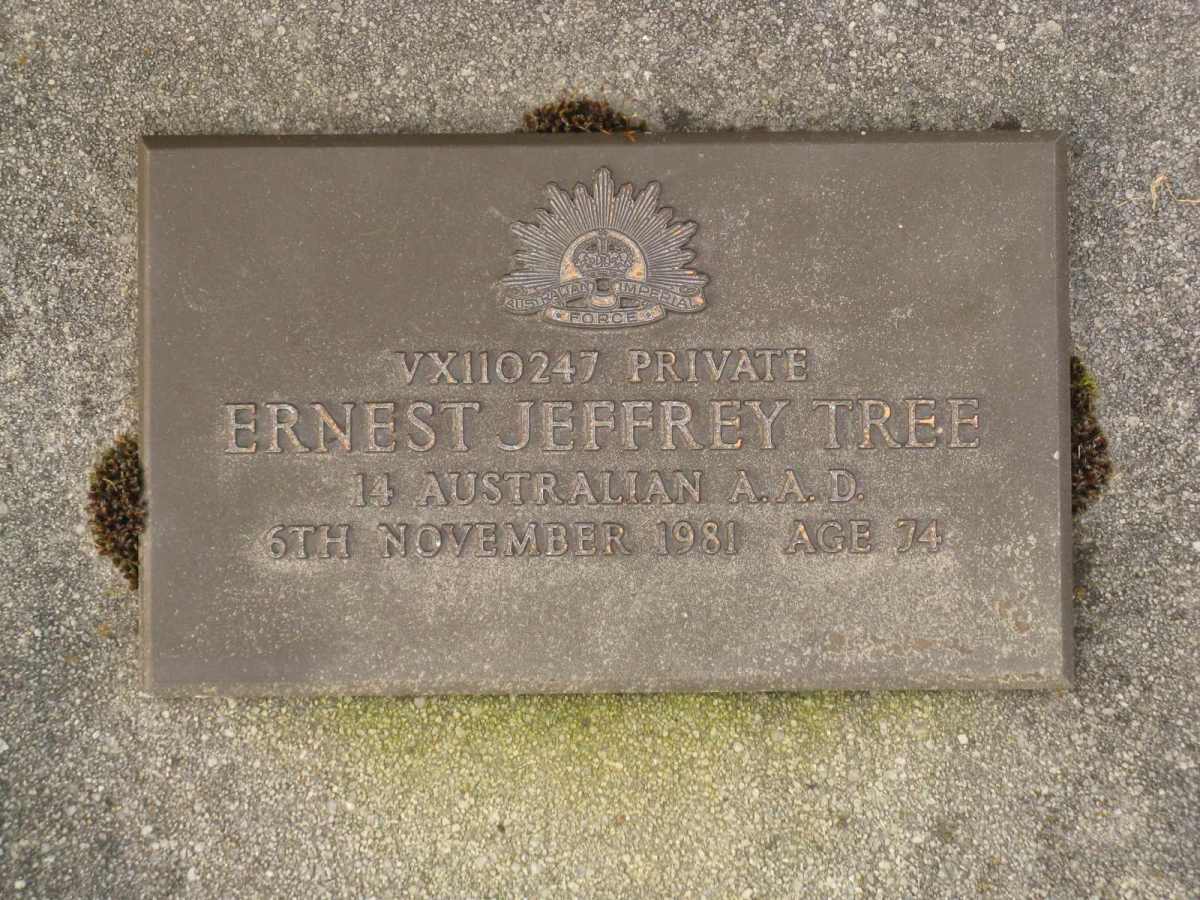 AUSTRALIAN IMPERIAL
FORCE
VX110247 PRIVATE
ERNEST JEFFREY TREE
14 AUSTRALIAN A.A.D.
6TH NOVEMBER 1981 AGE 74